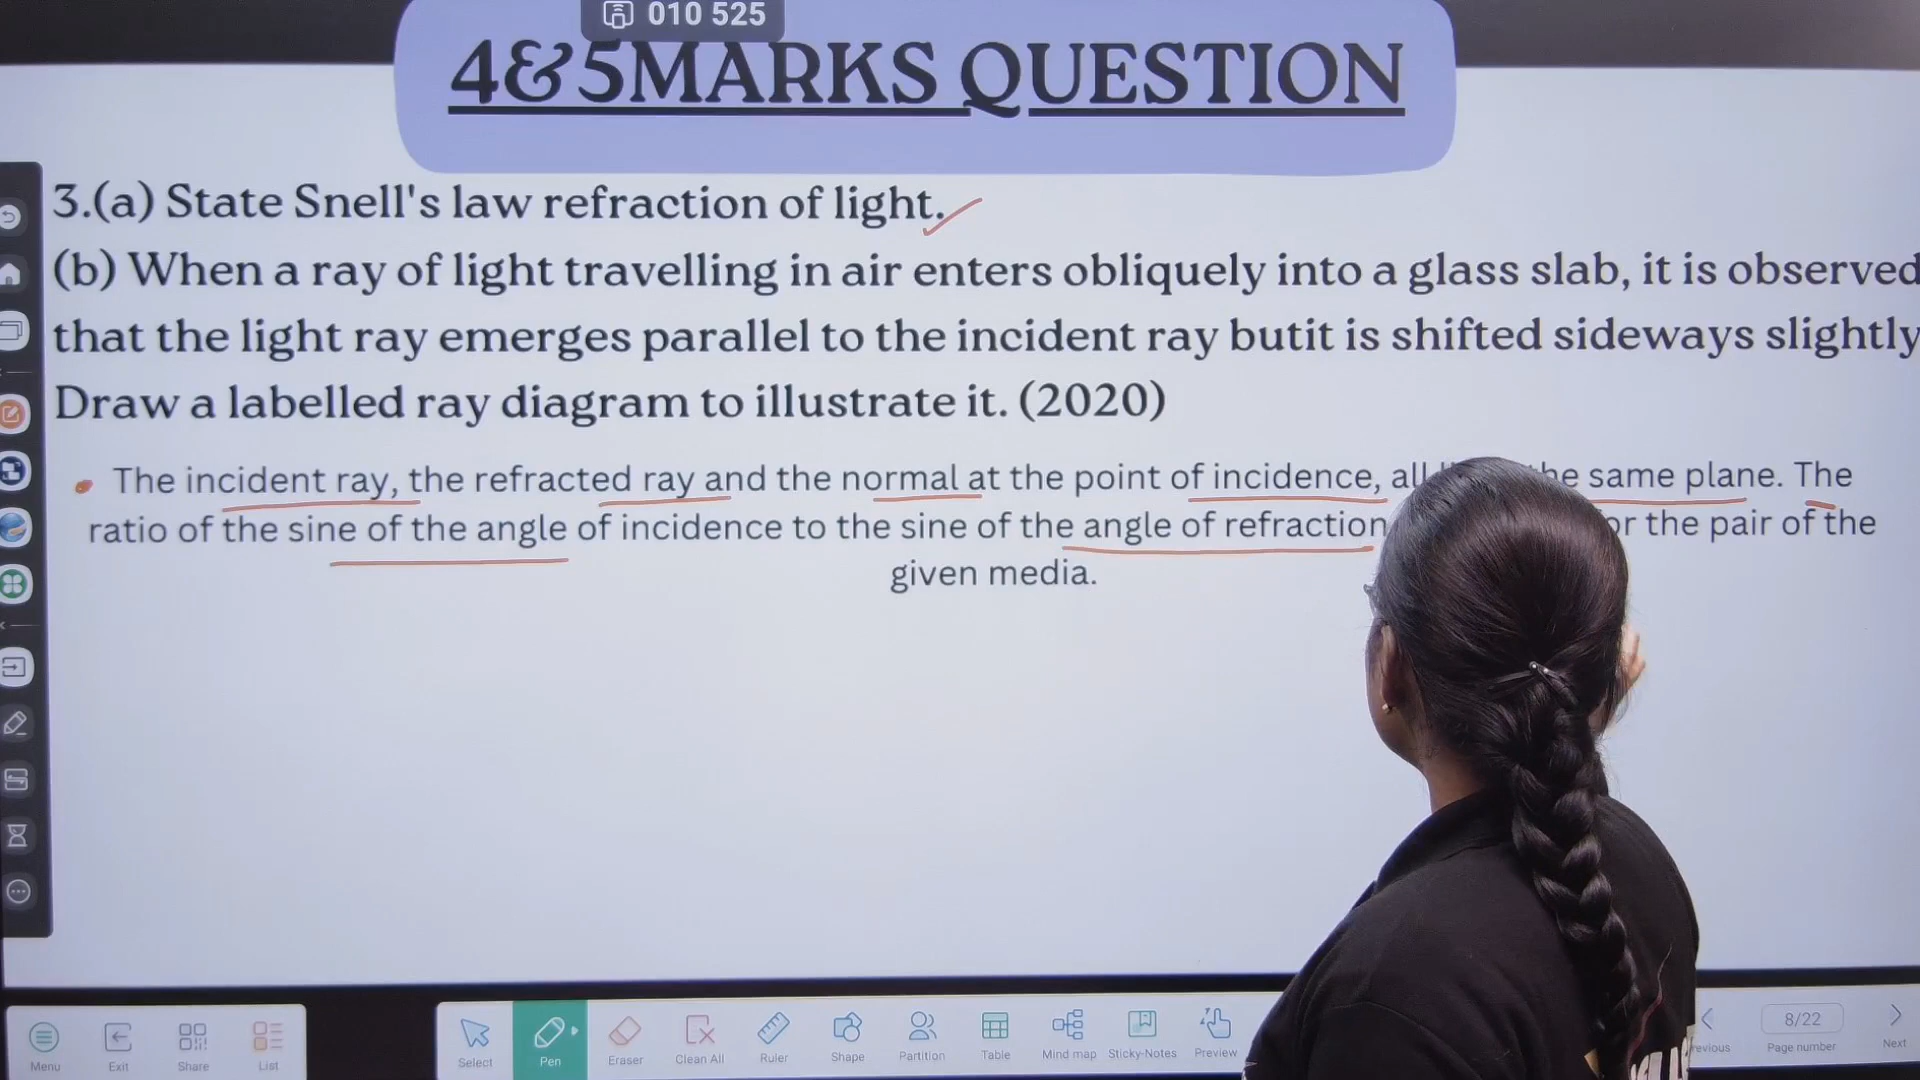 010 525
4&5MARKS QUESTION
3.(a) State Snell's law refraction of light.
(b) When a ray of light travelling in air enters obliquely into a glass slab, it is observed
that the light ray emerges parallel to the incident ray butit is shifted sideways slightly
Draw a labelled ray diagram to illustrate it. (2020)
The incident ray, the refracted ray and the normal at the point of incidence, all the same plane. The
ratio of the sine of the angle of incidence to the sine of the angle of refraction the pair of the
given media.
Menu Exit Share List Select Pen Eraser Clean All Ruler Shape Partition Table Mind map Sticky-Notes Preview 8/22 Page number Next